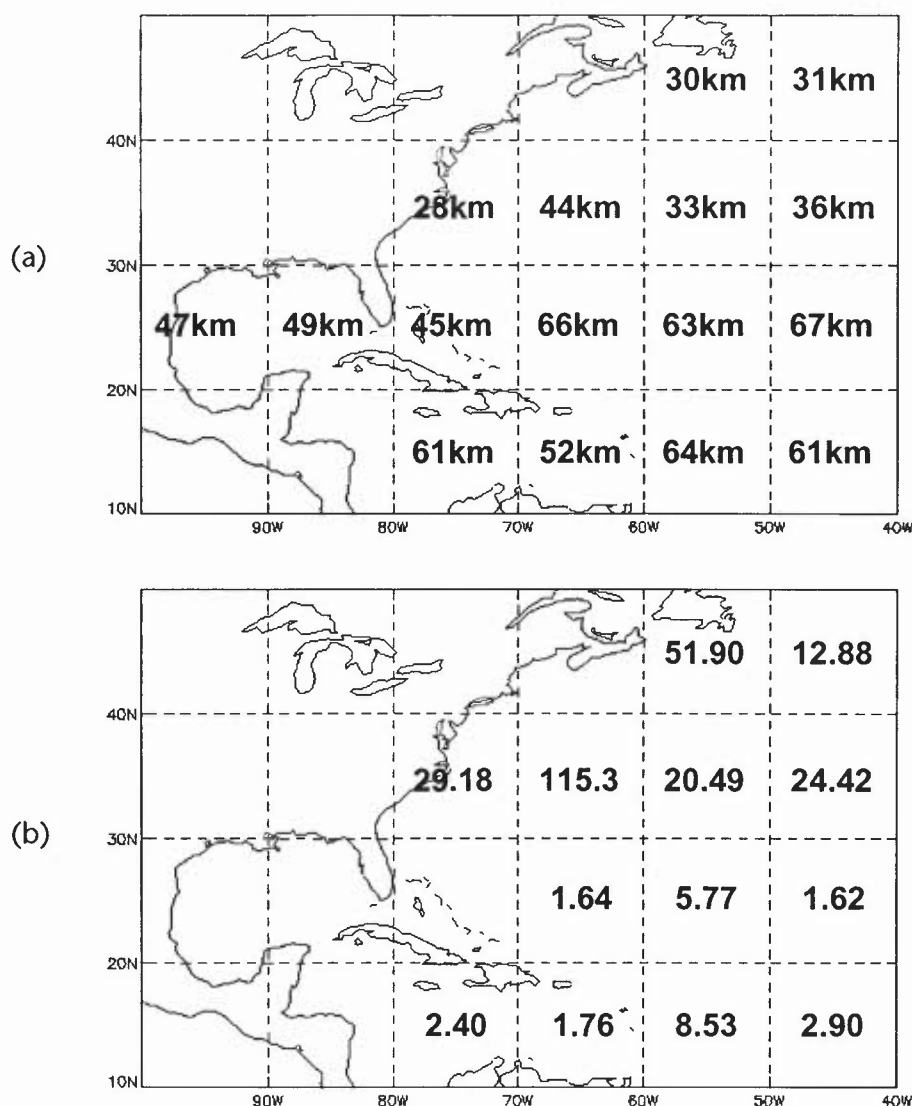 30km 31km
40N
28km 44km 33km 36km
(a)
30N
47km 49km 45km 66km 63km 67km
20N
61km 52km 64km 61km
10N
90W 80W 70W 60W 50W 40W
51.90 12.88
40N
29.18 115.3 20.49 24.42
(b)
30N
1.64 5.77 1.62
20N
2.40 1.76 8.53 2.90
10N
90W 80W 70W 60W 50W 40W